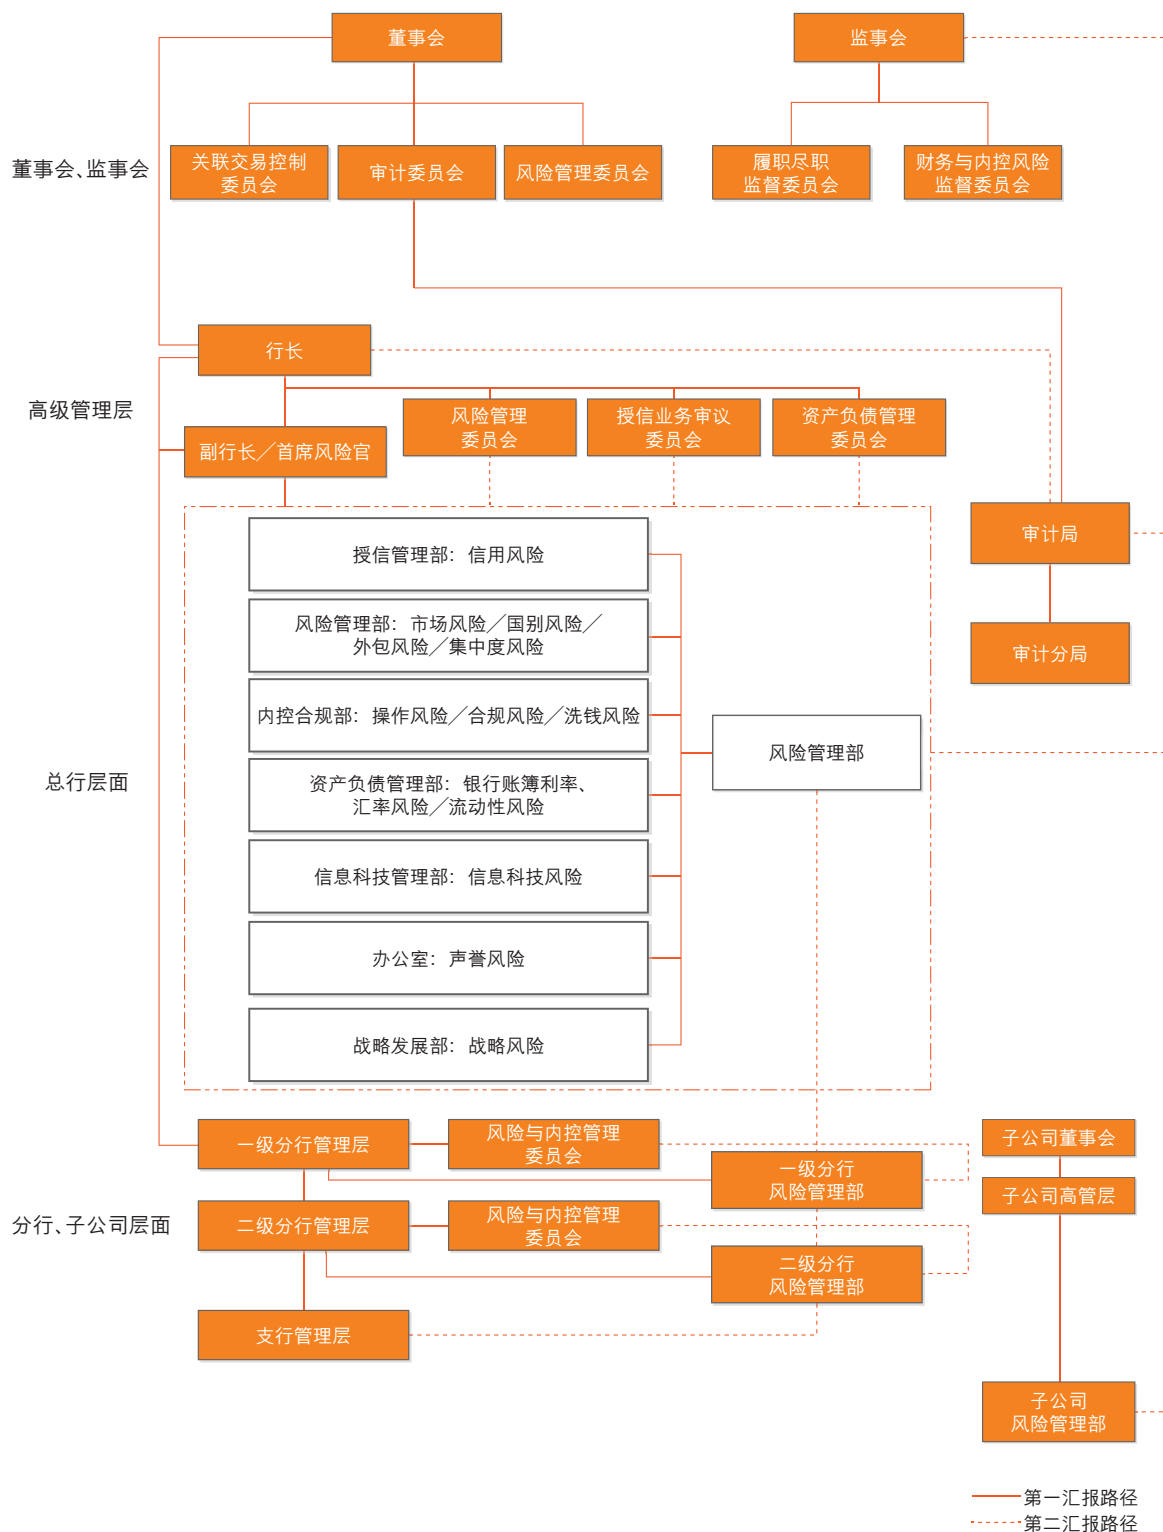 董事会
监事会
董事会、监事会
关联交易控制
委员会
审计委员会
风险管理委员会
履职尽职
监督委员会
财务与内控风险
监督委员会
行长
高级管理层
副行长／首席风险官
风险管理
委员会
授信业务审议
委员会
资产负债管理
委员会
审计局
审计分局
总行层面
授信管理部：信用风险
风险管理部：市场风险／国别风险／
外包风险／集中度风险
内控合规部：操作风险／合规风险／洗钱风险
资产负债管理部：银行账簿利率、
汇率风险／流动性风险
信息科技管理部：信息科技风险
办公室：声誉风险
战略发展部：战略风险
风险管理部
分行、子公司层面
一级分行管理层
风险与内控管理
委员会
一级分行
风险管理部
二级分行管理层
风险与内控管理
委员会
二级分行
风险管理部
支行管理层
子公司董事会
子公司高管层
子公司
风险管理部
第一汇报路径
第二汇报路径